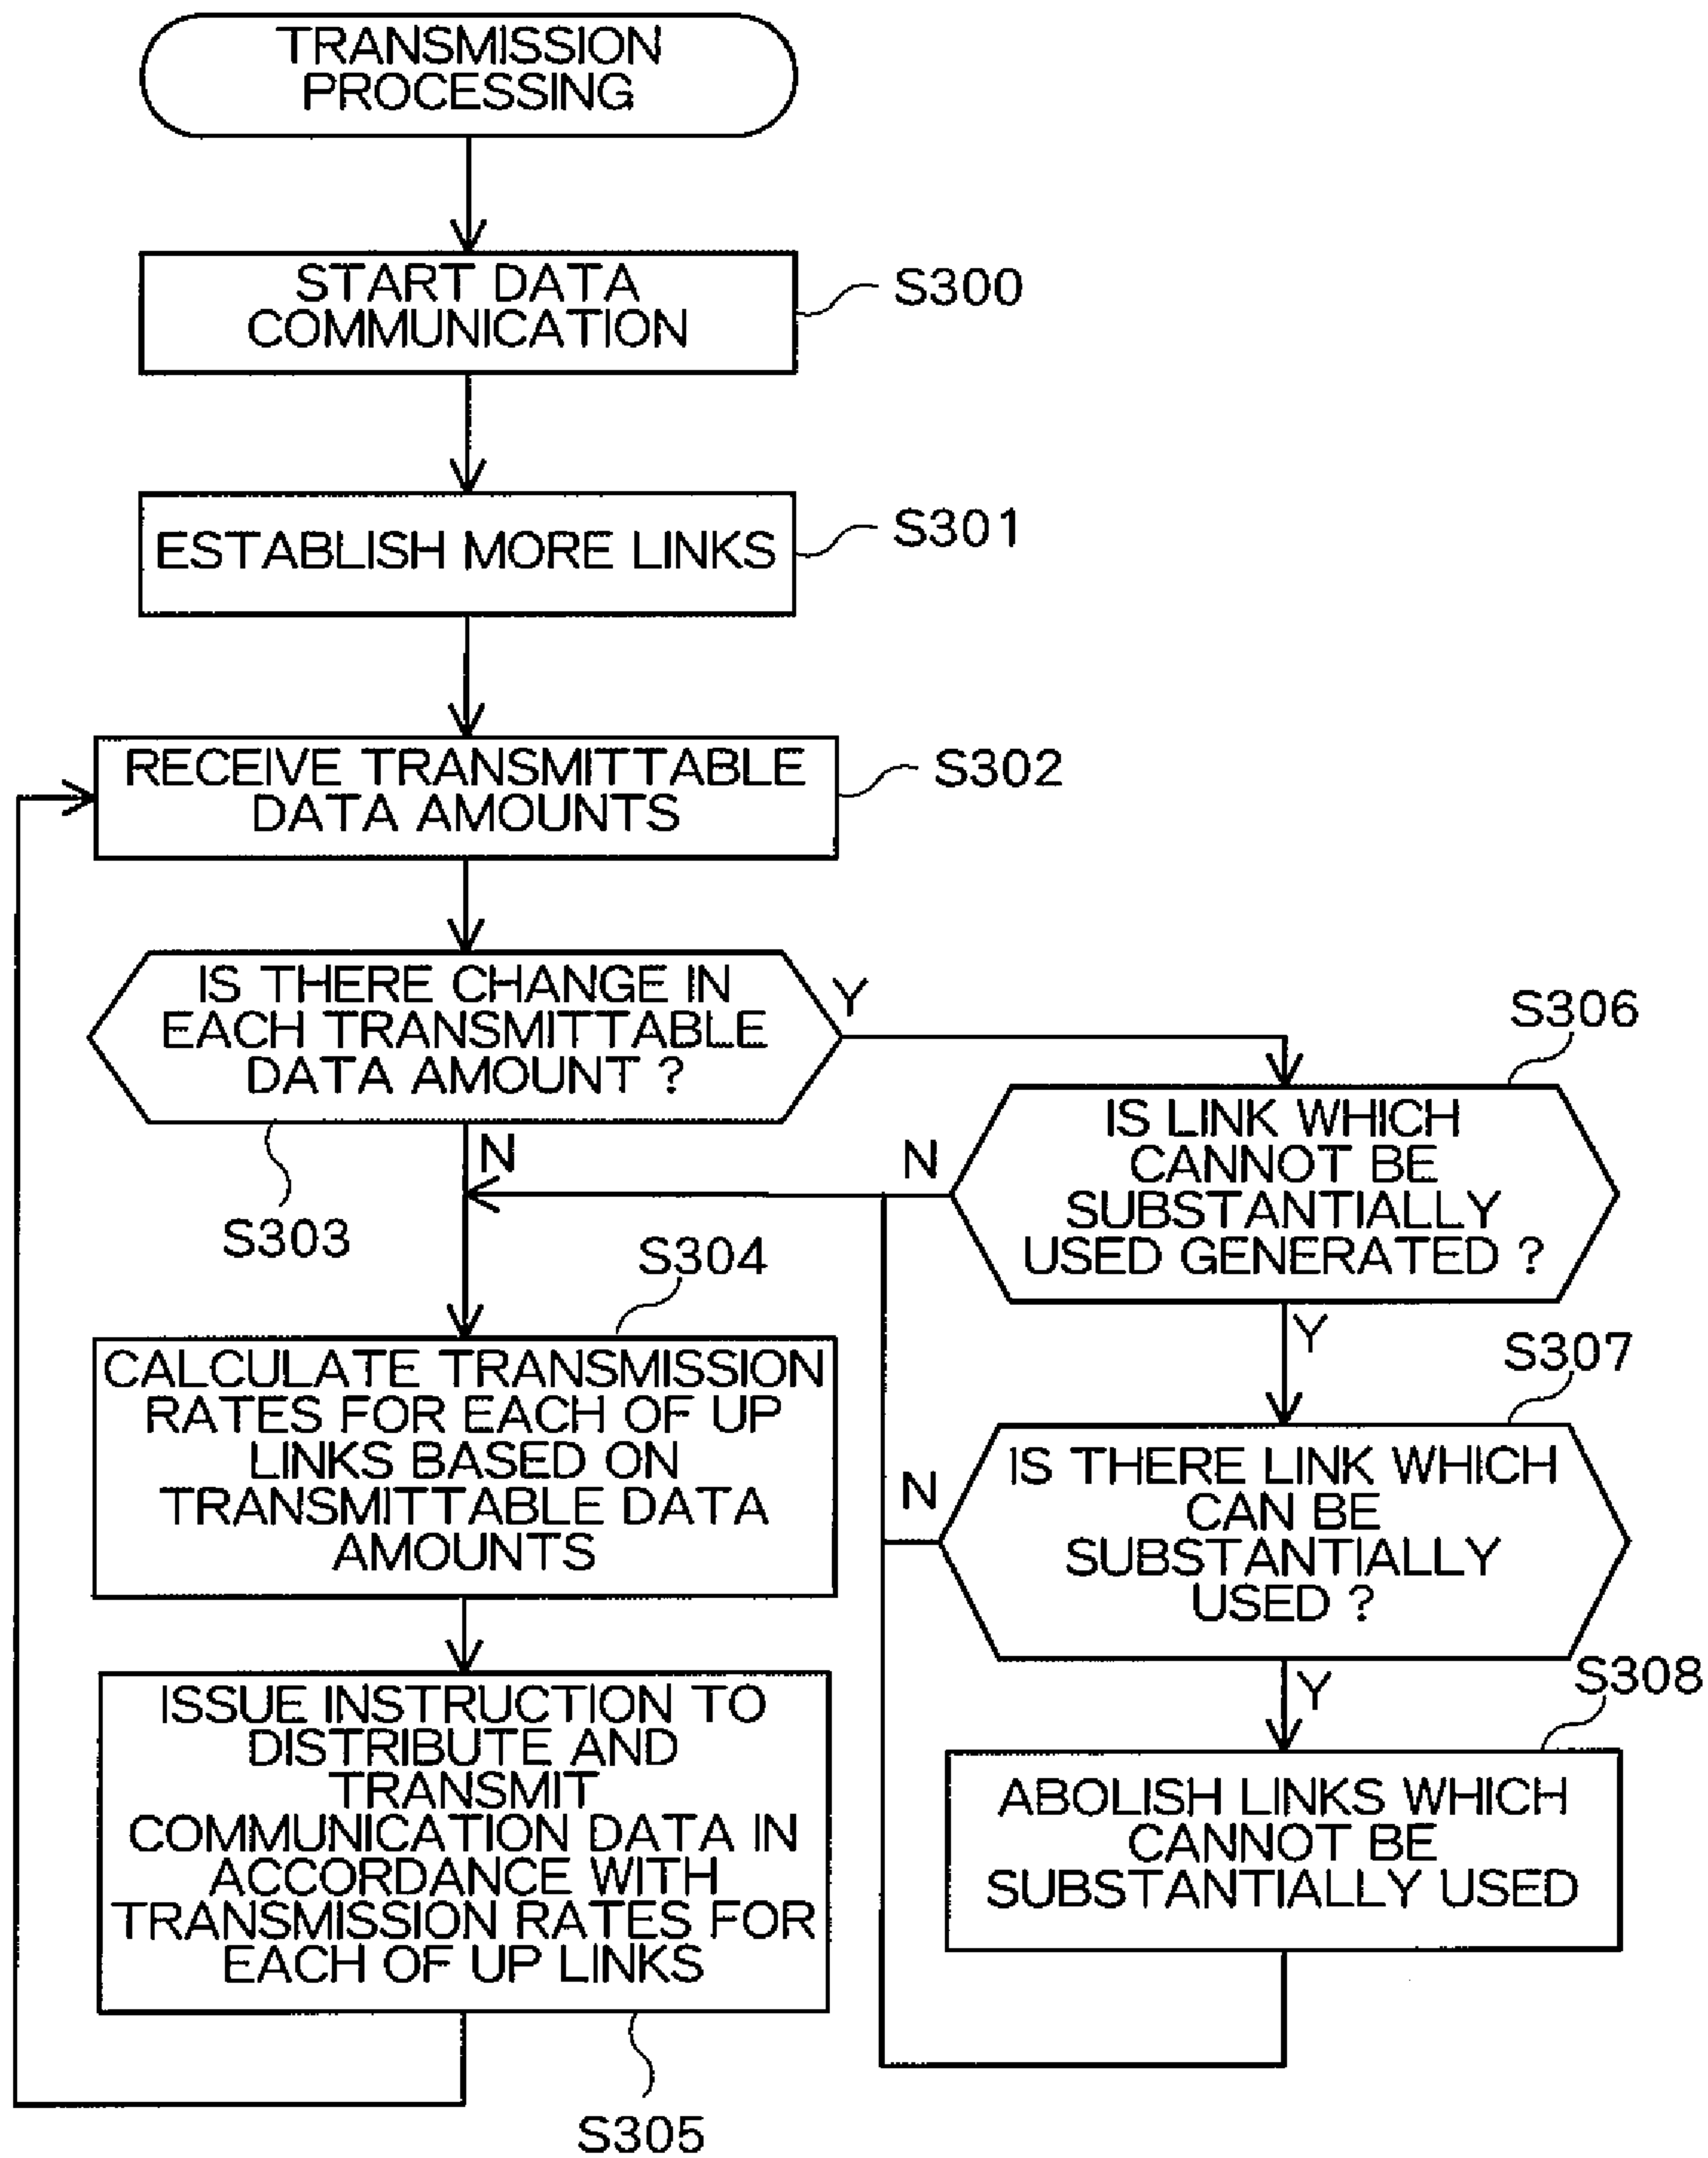 TRANSMISSION
PROCESSING
START DATA
COMMUNICATION
S300
ESTABLISH MORE LINKS
S301
RECEIVE TRANSMITTABLE
DATA AMOUNTS
S302
IS THERE CHANGE IN
EACH TRANSMITTABLE
DATA AMOUNT ?
Y
N
S303
S306
IS LINK WHICH
CANNOT BE
SUBSTANTIALLY
USED GENERATED ?
N
Y
S304
CALCULATE TRANSMISSION
RATES FOR EACH OF UP
LINKS BASED ON
TRANSMITTABLE DATA
AMOUNTS
S307
IS THERE LINK WHICH
CAN BE
SUBSTANTIALLY
USED ?
N
Y
ISSUE INSTRUCTION TO
DISTRIBUTE AND
TRANSMIT
COMMUNICATION DATA IN
ACCORDANCE WITH
TRANSMISSION RATES FOR
EACH OF UP LINKS
S305
S308
ABOLISH LINKS WHICH
CANNOT BE
SUBSTANTIALLY USED